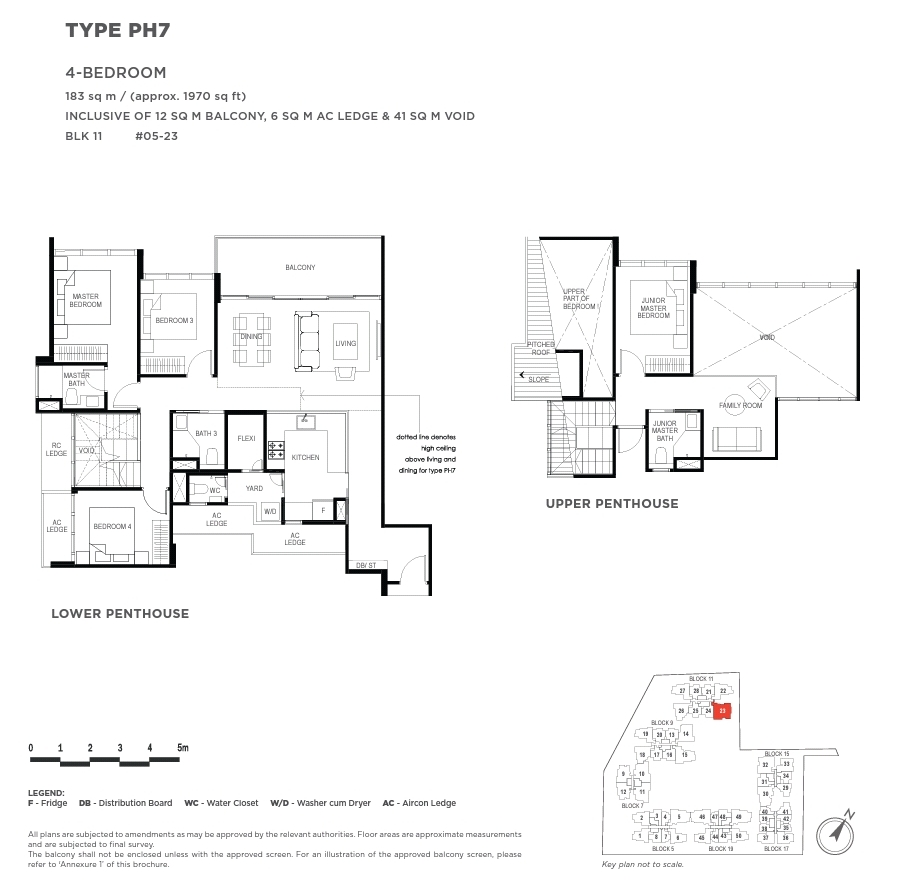 TYPE PH7
4-BEDROOM
183 sq m / (approx. 1970 sq ft)
INCLUSIVE OF 12 SQ M BALCONY, 6 SQ M AC LEDGE & 41 SQ M VOID
BLK 11 #05-23
BALCONY
MASTER
BEDROOM
BEDROOM 3
DINING
LIVING
MASTER
BATH
RC
LEDGE
VOID
BATH 3
FLEXI
KITCHEN
WC
YARD
W/D
F
AC
LEDGE
BEDROOM 4
AC
LEDGE
AC
LEDGE
DB/ ST
dotted line denotes
high ceiling
above living and
dining for type PH7
LOWER PENTHOUSE
UPPER
PART OF
BEDROOM
JUNIOR
MASTER
BEDROOM
VOID
PITCHED
ROOF
SLOPE
FAMILY ROOM
JUNIOR
MASTER
BATH
UPPER PENTHOUSE
0 1 2 3 4 5m
LEGEND:
F - Fridge DB - Distribution Board WC - Water Closet W/D - Washer cum Dryer AC - Aircon Ledge
All plans are subjected to amendments as may be approved by the relevant authorities. Floor areas are approximate measurements
and are subjected to final survey.
The balcony shall not be enclosed unless with the approved screen. For an illustration of the approved balcony screen, please
refer to 'Annexure 1' of this brochure.
BLOCK 11
27 28 21 22
26 25 24 23
BLOCK 9
19 20 13 14
18 17 16 15
9 10
12 11
BLOCK 7
2 3 4 5
1 8 7 6
BLOCK 5
46 47 48 49
45 44 43 50
BLOCK 19
BLOCK 15
32 33
31 34
29
30
40 41
39 42
38 35
37 36
BLOCK 17
N
Key plan not to scale.